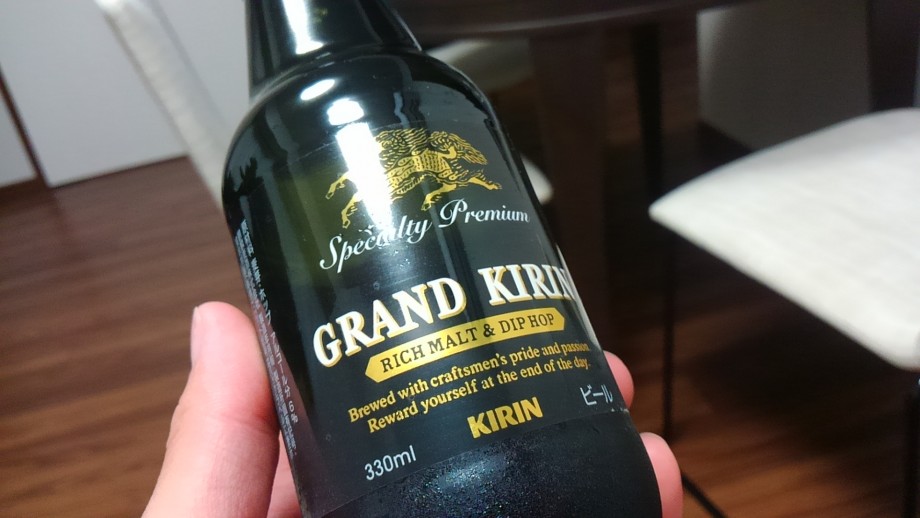 Specialty Premium
GRAND KIRIN
RICH MALT & DIP HOP
Brewed with craftsmen's pride and passion.
Reward yourself at the end of the day.
KIRIN
ビール
330ml